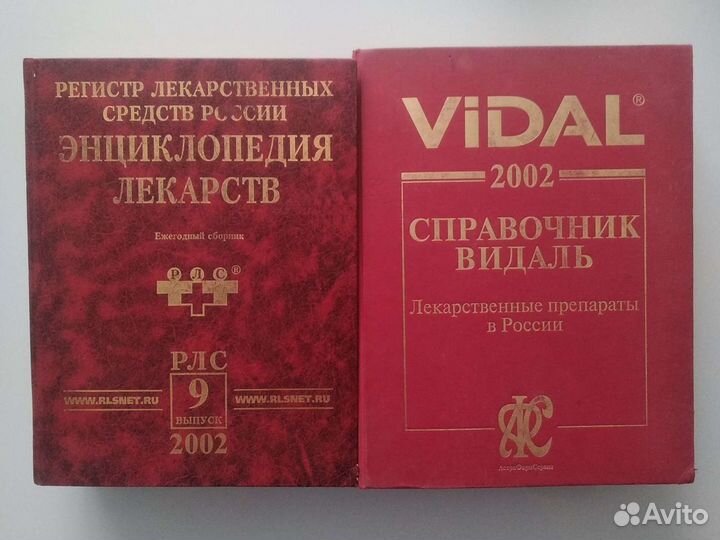 РЕГИСТР ЛЕКАРСТВЕННЫХ
СРЕДСТВ РОССИИ
ЭНЦИКЛОПЕДИЯ
ЛЕКАРСТВ
Ежегодный сборник
РЛС®
РЛС
WWW.RLSNET.RU
9
WWW.RLSNET.RU
ВЫПУСК
2002
ViDAL®
2002
СПРАВОЧНИК
ВИДАЛЬ
Лекарственные препараты
в России
АстраФармСервис
Avito